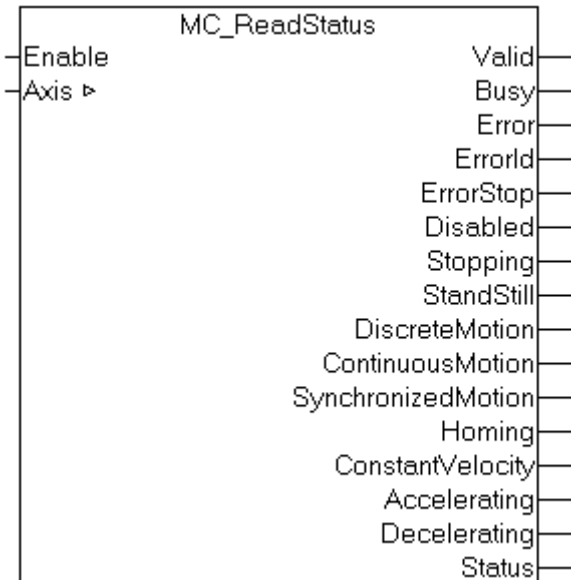 MC_ReadStatus
Enable Valid
Axis Busy
Error
ErrorId
ErrorStop
Disabled
Stopping
StandStill
DiscreteMotion
ContinuousMotion
SynchronizedMotion
Homing
ConstantVelocity
Accelerating
Decelerating
Status